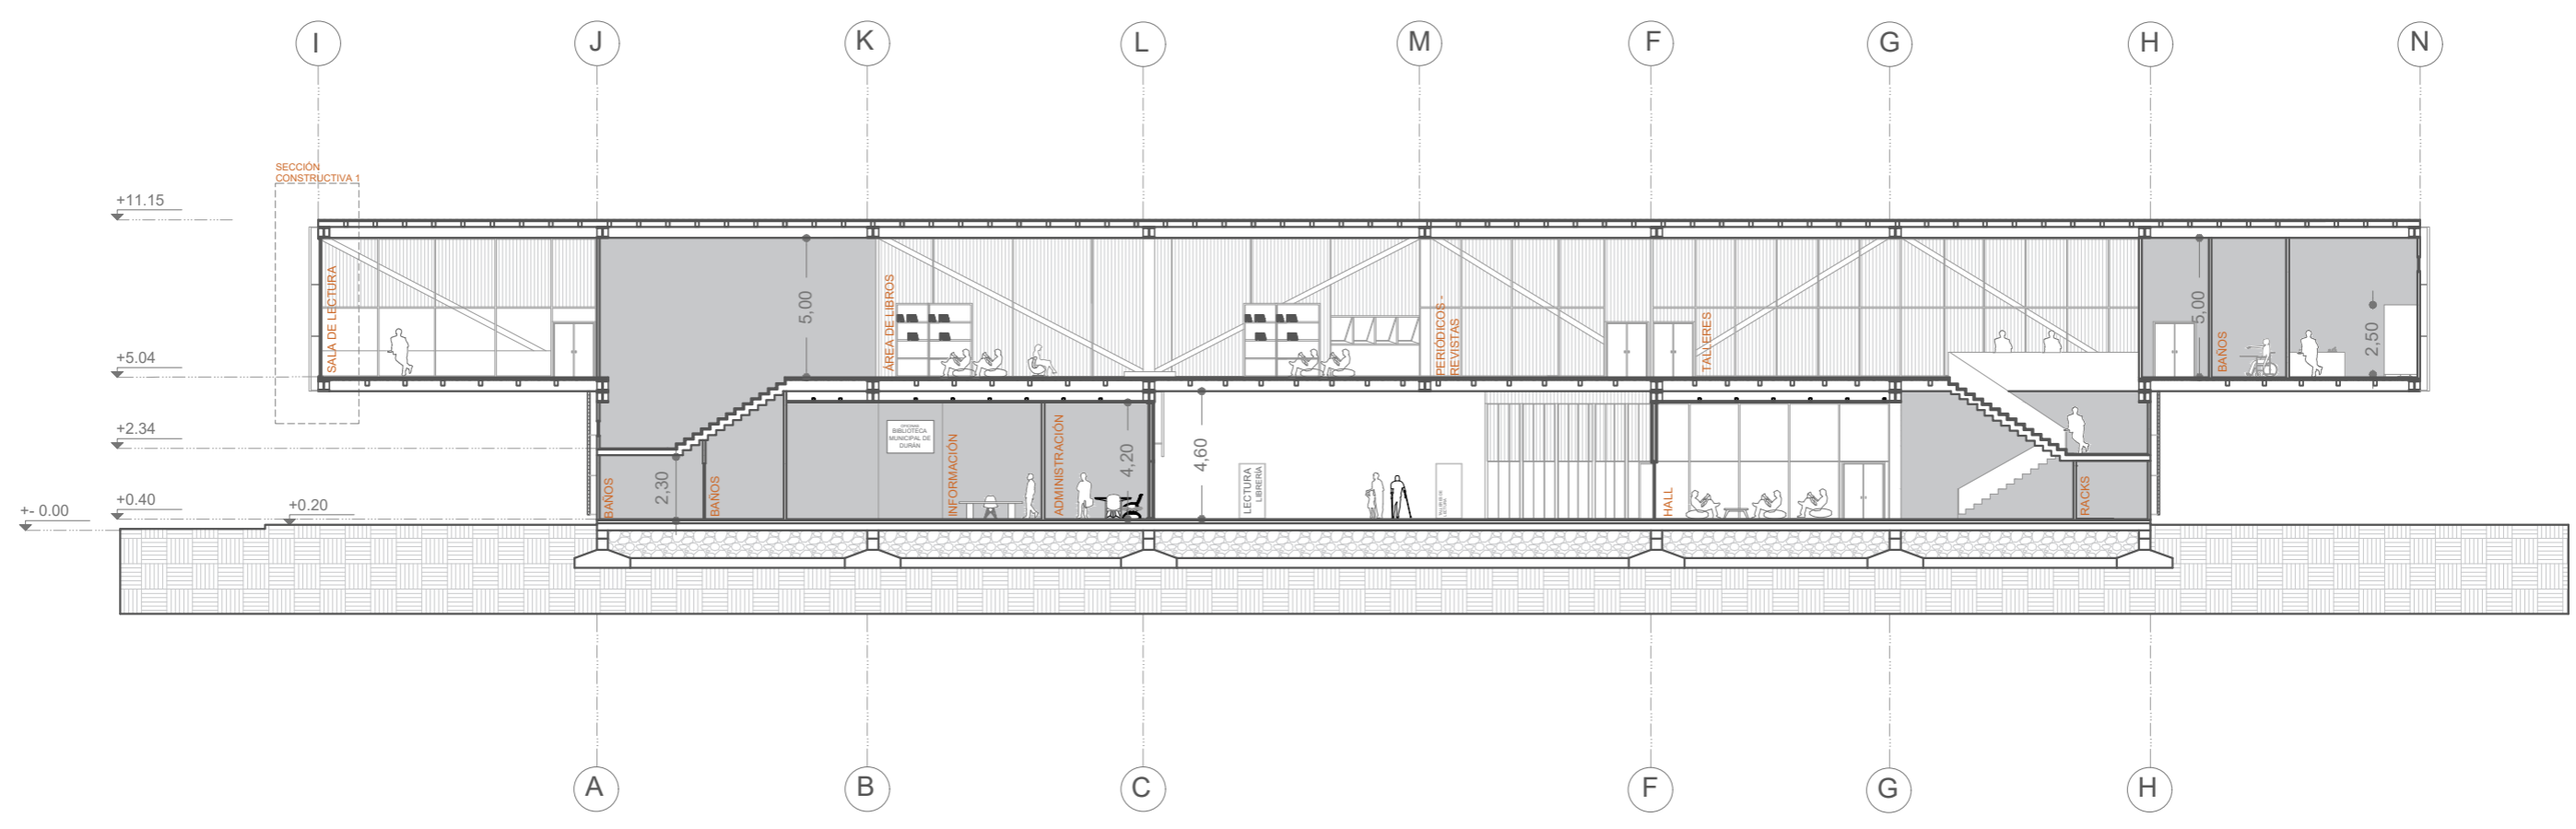 I
J
K
L
M
F
G
H
N
SECCIÓN
CONSTRUCTIVA 1
+11.15
SALA DE LECTURA
5,00
ÁREA DE LIBROS
PERIÓDICOS -
REVISTAS
TALLERES
5,00
BAÑOS
2,50
+5.04
+2.34
+0.40
+0.20
+- 0.00
BAÑOS
2,30
BAÑOS
OFICINAS
BIBLIOTECA
MUNICIPAL DE
DURÁN
INFORMACIÓN
ADMINISTRACIÓN
4,20
4,60
LECTURA
LIBRERÍA
HALL
RACKS
A
B
C
F
G
H